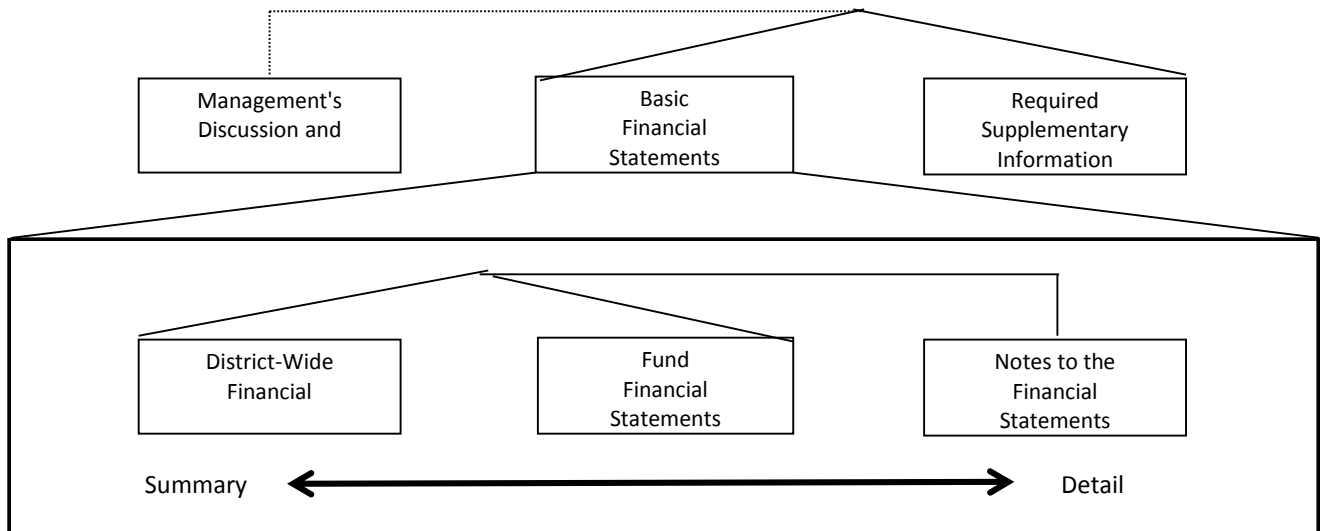 Management's
Discussion and
Basic
Financial
Statements
Required
Supplementary
Information
District-Wide
Financial
Fund
Financial
Statements
Notes to the
Financial
Statements
Summary
Detail